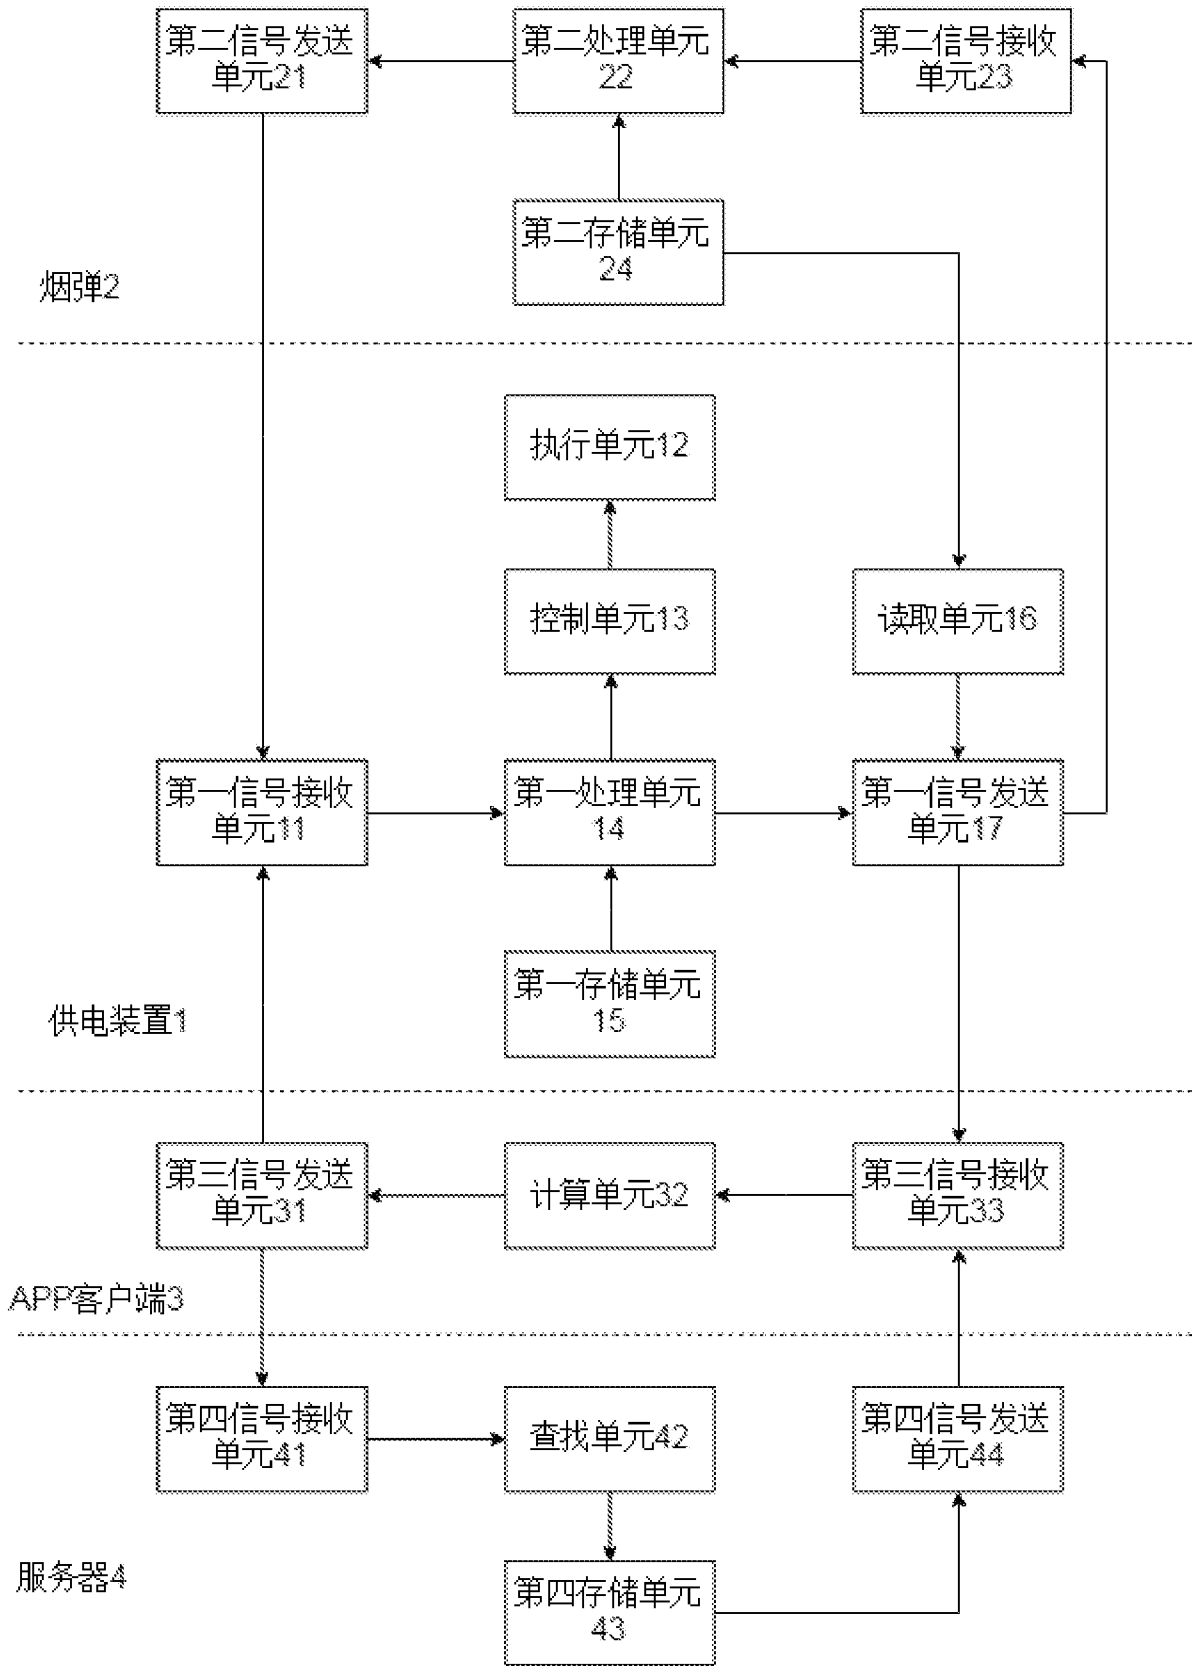 第二信号发送
单元21
第二处理单元
22
第二信号接收
单元23
第二存储单元
24
烟弹2
执行单元12
控制单元13
读取单元16
第一信号接收
单元11
第一处理单元
14
第一信号发送
单元17
第一存储单元
15
供电装置1
第三信号发送
单元31
计算单元32
第三信号接收
单元33
APP客户端3
第四信号接收
单元41
查找单元42
第四信号发送
单元44
服务器4
第四存储单元
43